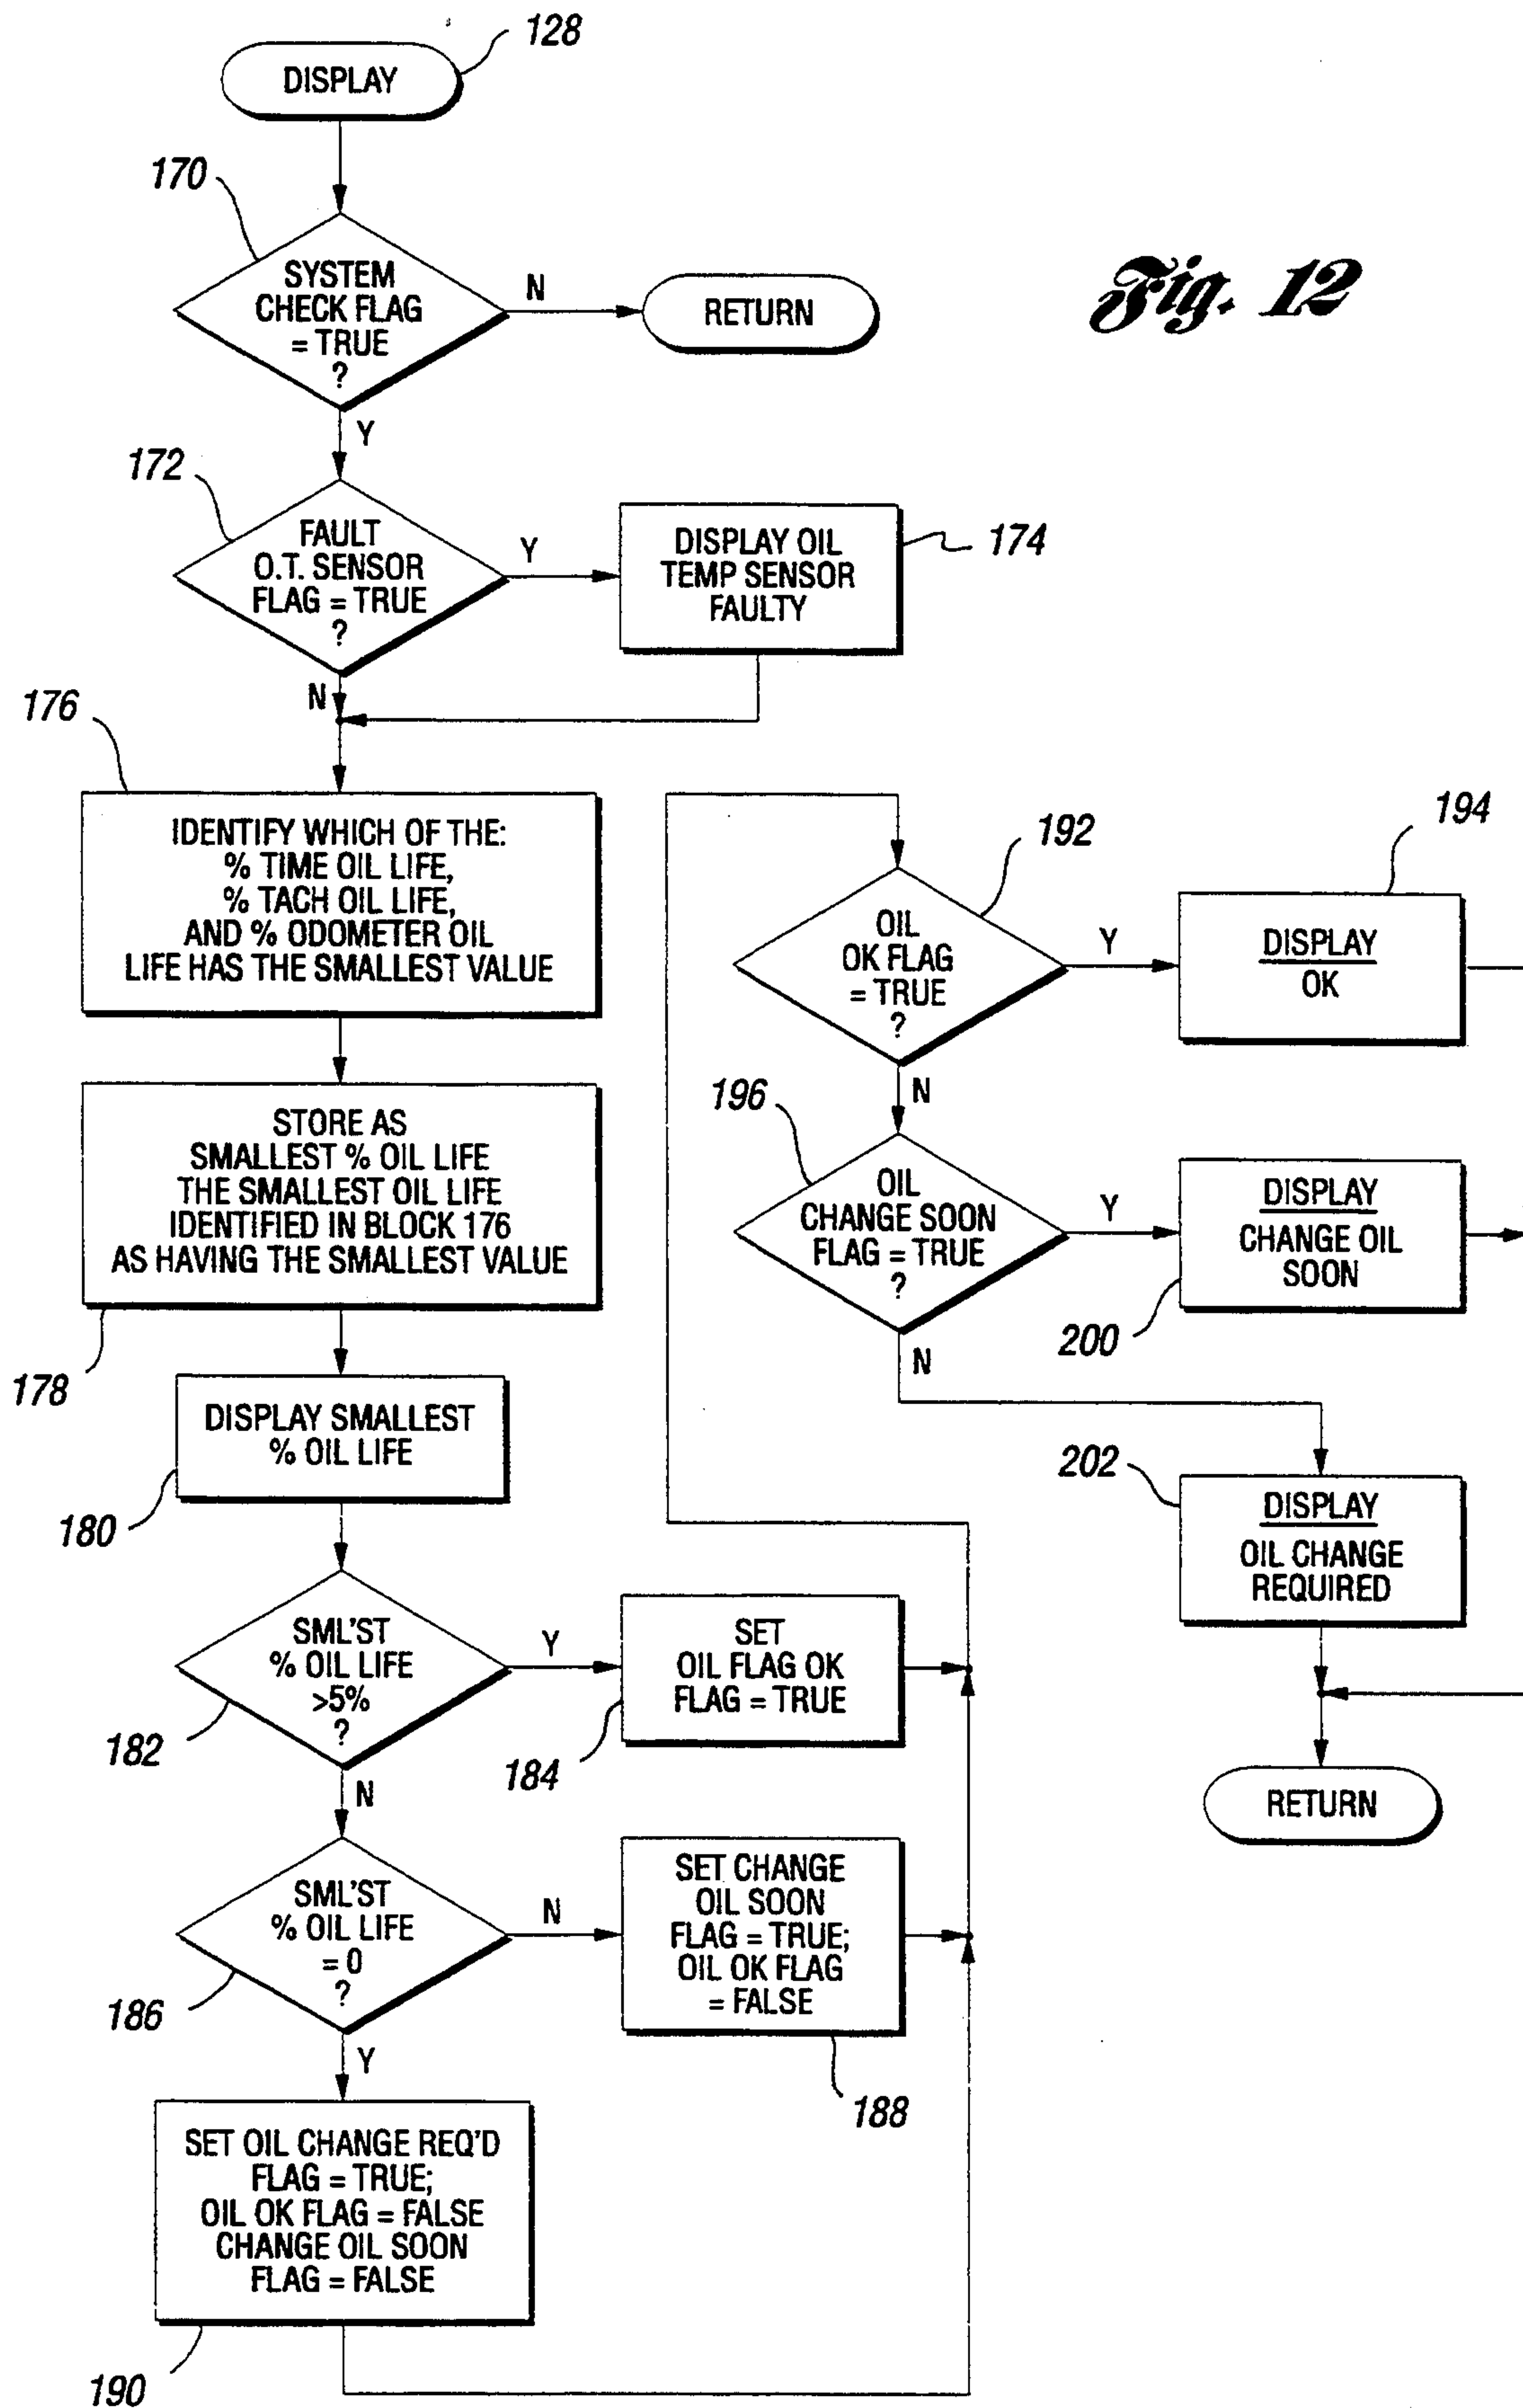 128
DISPLAY
170
SYSTEM
CHECK FLAG
= TRUE
?
N
RETURN
Fig. 12
Y
172
FAULT
O.T. SENSOR
FLAG = TRUE
?
Y
DISPLAY OIL
TEMP SENSOR
FAULTY
174
N
176
IDENTIFY WHICH OF THE:
% TIME OIL LIFE,
% TACH OIL LIFE,
AND % ODOMETER OIL
LIFE HAS THE SMALLEST VALUE
STORE AS
SMALLEST % OIL LIFE
THE SMALLEST OIL LIFE
IDENTIFIED IN BLOCK 176
AS HAVING THE SMALLEST VALUE
178
DISPLAY SMALLEST
% OIL LIFE
180
SML'ST
% OIL LIFE
>5%
?
182
Y
SET
OIL FLAG OK
FLAG = TRUE
184
N
SML'ST
% OIL LIFE
= 0
?
186
N
SET CHANGE
OIL SOON
FLAG = TRUE;
OIL OK FLAG
= FALSE
188
Y
SET OIL CHANGE REQ'D
FLAG = TRUE;
OIL OK FLAG = FALSE
CHANGE OIL SOON
FLAG = FALSE
190
192
OIL
OK FLAG
= TRUE
?
Y
194
DISPLAY
OK
N
196
OIL
CHANGE SOON
FLAG = TRUE
?
Y
DISPLAY
CHANGE OIL
SOON
200
N
202
DISPLAY
OIL CHANGE
REQUIRED
RETURN